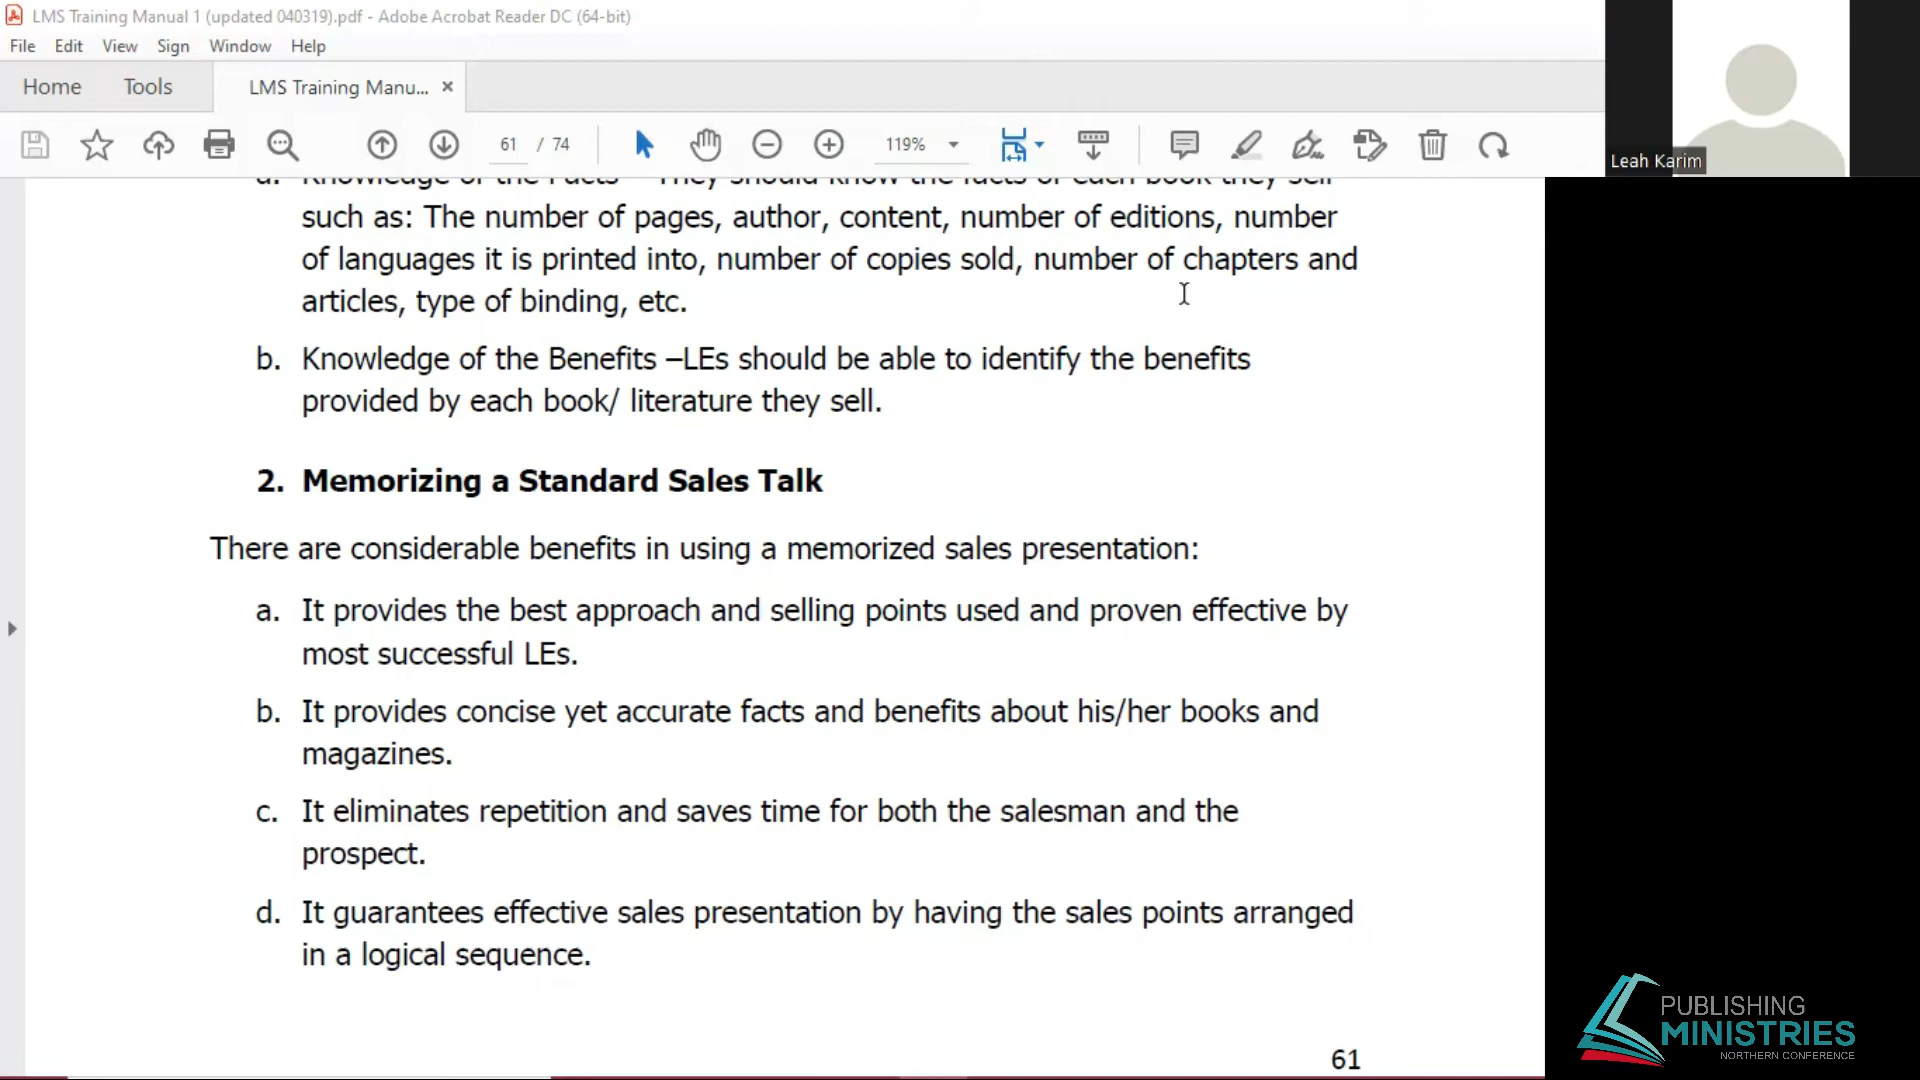 LMS Training Manual 1 (updated 040319).pdf - Adobe Acrobat Reader DC (64-bit)
File Edit View Sign Window Help
Home Tools LMS Training Manu... ×
61 / 74 119%
Leah Karim
a. Knowledge of the Facts – They should know the facts of each book they sell
such as: The number of pages, author, content, number of editions, number
of languages it is printed into, number of copies sold, number of chapters and
articles, type of binding, etc.
b. Knowledge of the Benefits –LEs should be able to identify the benefits
provided by each book/ literature they sell.
2. Memorizing a Standard Sales Talk
There are considerable benefits in using a memorized sales presentation:
a. It provides the best approach and selling points used and proven effective by
most successful LEs.
b. It provides concise yet accurate facts and benefits about his/her books and
magazines.
c. It eliminates repetition and saves time for both the salesman and the
prospect.
d. It guarantees effective sales presentation by having the sales points arranged
in a logical sequence.
61
PUBLISHING
MINISTRIES
NORTHERN CONFERENCE